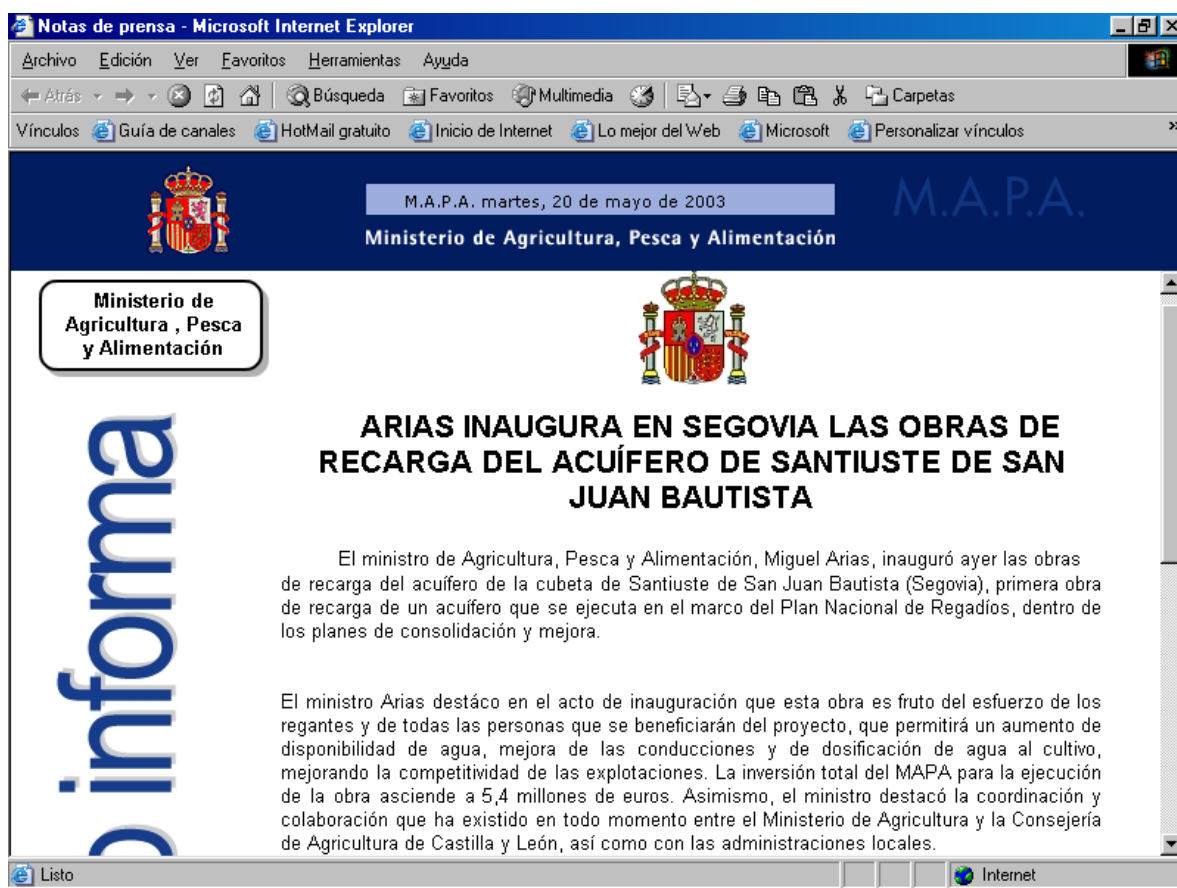 Notas de prensa - Microsoft Internet Explorer
Archivo Edición Ver Favoritos Herramientas Ayuda
Atrás Búsqueda Favoritos Multimedia Carpetas
Vínculos Guía de canales HotMail gratuito Inicio de Internet Lo mejor del Web Microsoft Personalizar vínculos »
M.A.P.A. martes, 20 de mayo de 2003
M.A.P.A.
Ministerio de Agricultura, Pesca y Alimentación
Ministerio de
Agricultura , Pesca
y Alimentación
informa
ARIAS INAUGURA EN SEGOVIA LAS OBRAS DE
RECARGA DEL ACUÍFERO DE SANTIUSTE DE SAN
JUAN BAUTISTA
El ministro de Agricultura, Pesca y Alimentación, Miguel Arias, inauguró ayer las obras
de recarga del acuífero de la cubeta de Santiuste de San Juan Bautista (Segovia), primera obra
de recarga de un acuífero que se ejecuta en el marco del Plan Nacional de Regadíos, dentro de
los planes de consolidación y mejora.
El ministro Arias destáco en el acto de inauguración que esta obra es fruto del esfuerzo de los
regantes y de todas las personas que se beneficiarán del proyecto, que permitirá un aumento de
disponibilidad de agua, mejora de las conducciones y de dosificación de agua al cultivo,
mejorando la competitividad de las explotaciones. La inversión total del MAPA para la ejecución
de la obra asciende a 5,4 millones de euros. Asimismo, el ministro destacó la coordinación y
colaboración que ha existido en todo momento entre el Ministerio de Agricultura y la Consejería
de Agricultura de Castilla y León, así como con las administraciones locales.
Listo Internet